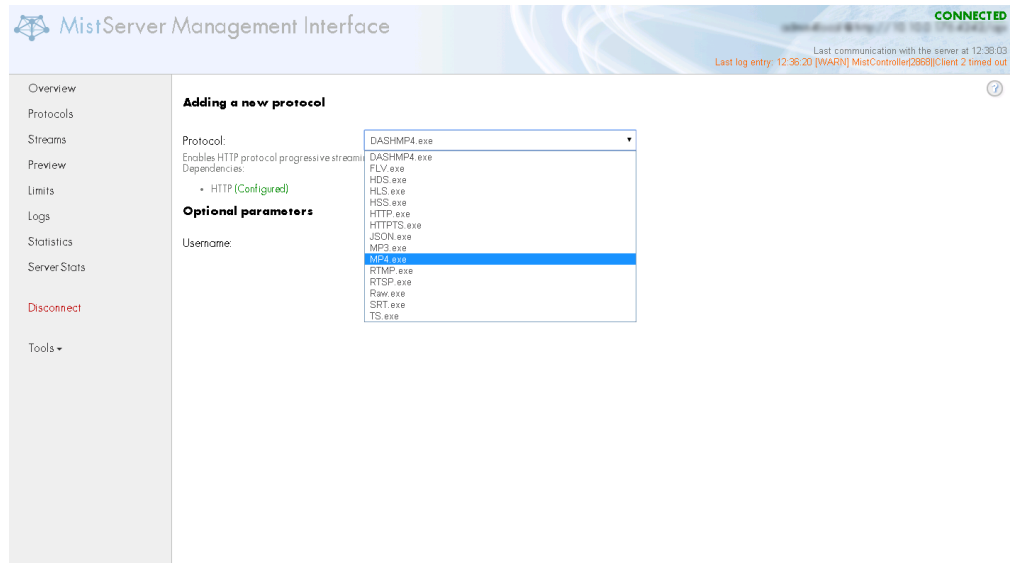 MistServer Management Interface
CONNECTED
Last communication with the server at 12:38:03
Last log entry: 12:36:20 [WARN] MistController|2868||Client 2 timed out
Overview
Protocols
Streams
Preview
Limits
Logs
Statistics
Server Stats
Disconnect
Tools
Adding a new protocol
?
Protocol:
DASHMP4.exe
Enables HTTP protocol progressive streami
Dependencies:
• HTTP (Configured)
Optional parameters
Username:
DASHMP4.exe
FLV.exe
HDS.exe
HLS.exe
HSS.exe
HTTP.exe
HTTPTS.exe
JSON.exe
MP3.exe
MP4.exe
RTMP.exe
RTSP.exe
Raw.exe
SRT.exe
TS.exe